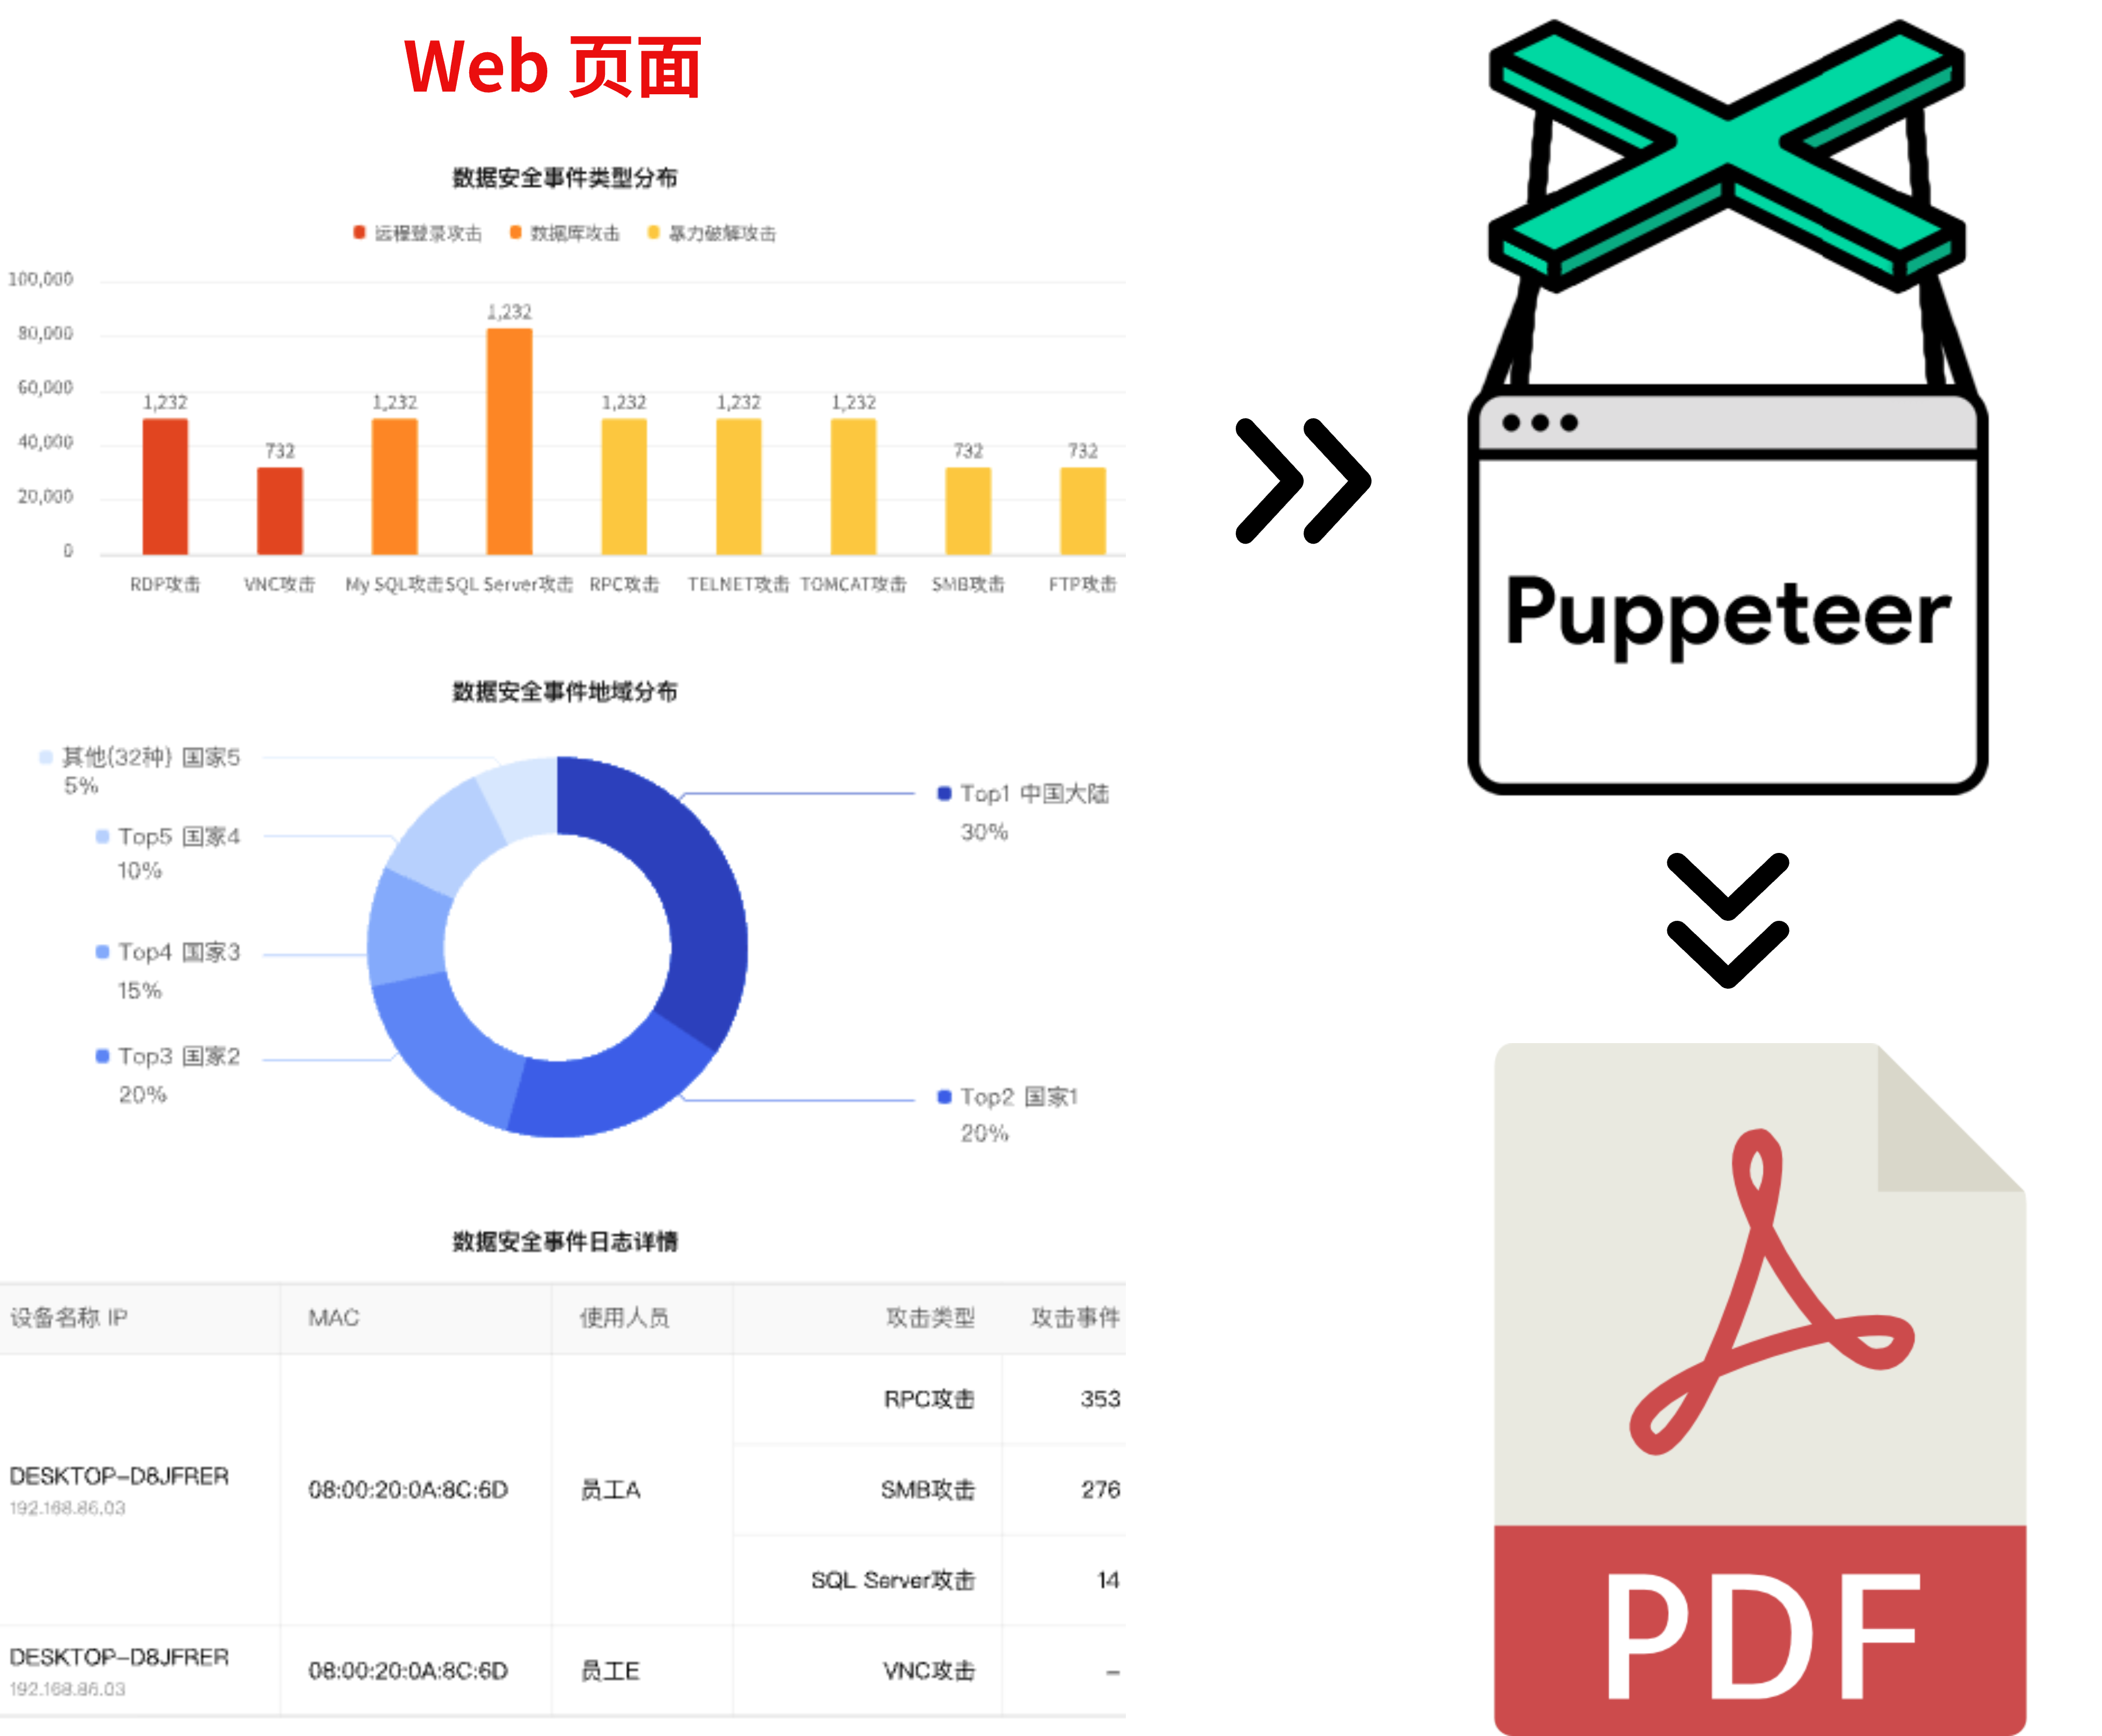 Web 页面
数据安全事件类型分布
远程登录攻击 数据库攻击 暴力破解攻击
100,000
80,000
60,000
40,000
20,000
0
1,232
732
1,232
1,232
1,232
1,232
1,232
732
732
RDP攻击 VNC攻击 My SQL攻击 SQL Server攻击 RPC攻击 TELNET攻击 TOMCAT攻击 SMB攻击 FTP攻击
数据安全事件地域分布
其他(32种) 国家5
5%
Top5 国家4
10%
Top4 国家3
15%
Top3 国家2
20%
Top1 中国大陆
30%
Top2 国家1
20%
数据安全事件日志详情
设备名称 IP MAC 使用人员 攻击类型 攻击事件
RPC攻击 353
DESKTOP-D8JFRER
192.168.86.03
08:00:20:0A:8C:6D 员工A SMB攻击 276
SQL Server攻击 14
DESKTOP-D8JFRER
192.168.86.03
08:00:20:0A:8C:6D 员工E VNC攻击 –
Puppeteer
PDF